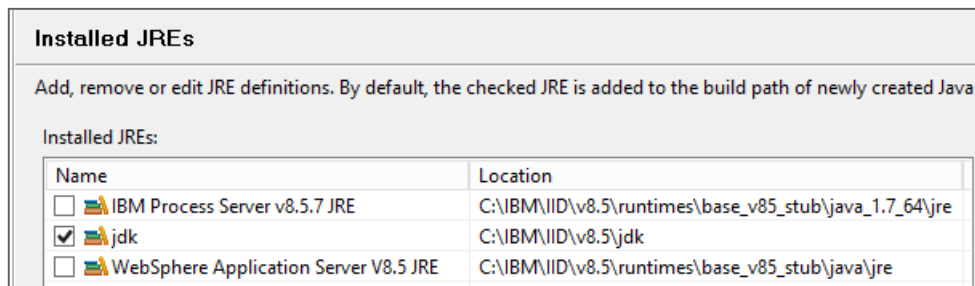 Installed JREs
Add, remove or edit JRE definitions. By default, the checked JRE is added to the build path of newly created Java
Installed JREs:
Name Location
IBM Process Server v8.5.7 JRE C:\IBM\IID\v8.5\runtimes\base_v85_stub\java_1.7_64\jre
jdk C:\IBM\IID\v8.5\jdk
WebSphere Application Server V8.5 JRE C:\IBM\IID\v8.5\runtimes\base_v85_stub\java\jre